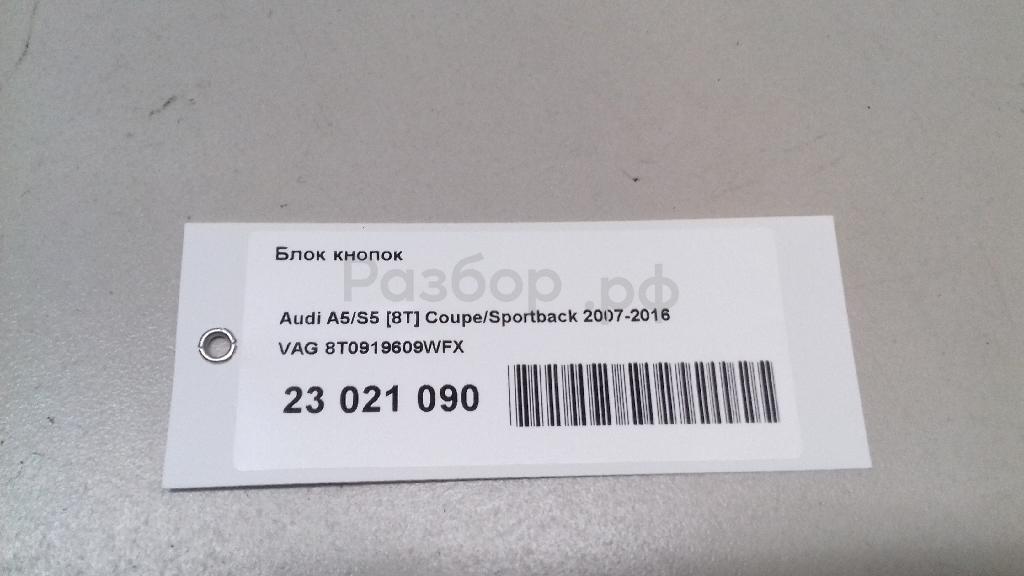 Блок кнопок
Разбор.рф
Audi A5/S5 [8T] Coupe/Sportback 2007-2016
VAG 8T0919609WFX
23 021 090